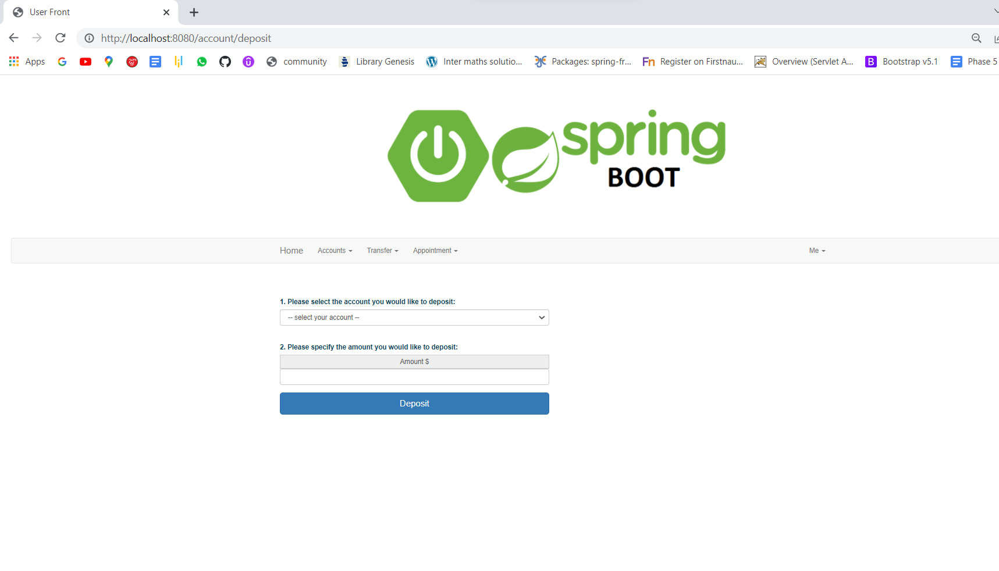 User Front
http://localhost:8080/account/deposit
Apps community Library Genesis Inter maths solutio... Packages: spring-fr... Fn Register on Firstnau... Overview (Servlet A... B Bootstrap v5.1 Phase 5
spring
BOOT
Home Accounts Transfer Appointment Me
1. Please select the account you would like to deposit:
-- select your account --
2. Please specify the amount you would like to deposit:
Amount $
Deposit